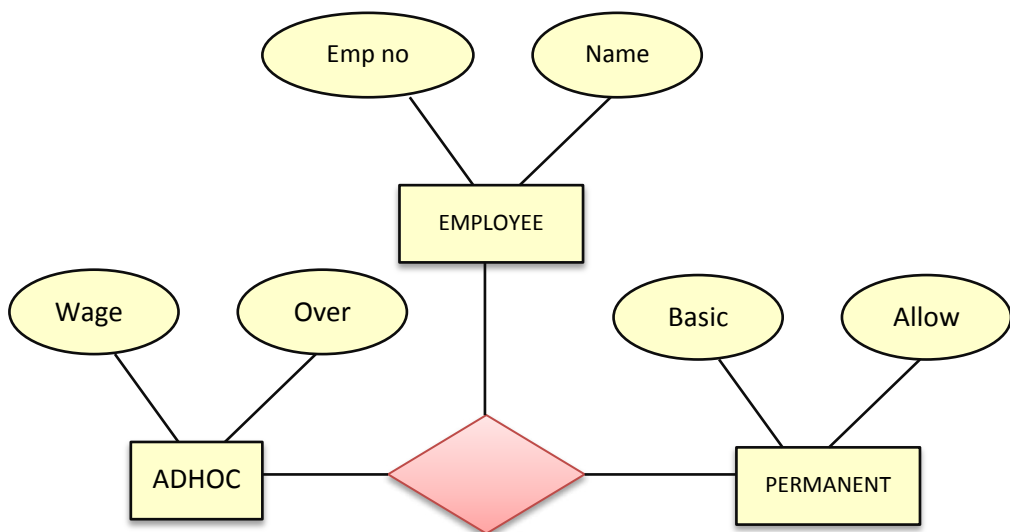 Emp no
Name
EMPLOYEE
Wage
Over
Basic
Allow
ADHOC
PERMANENT